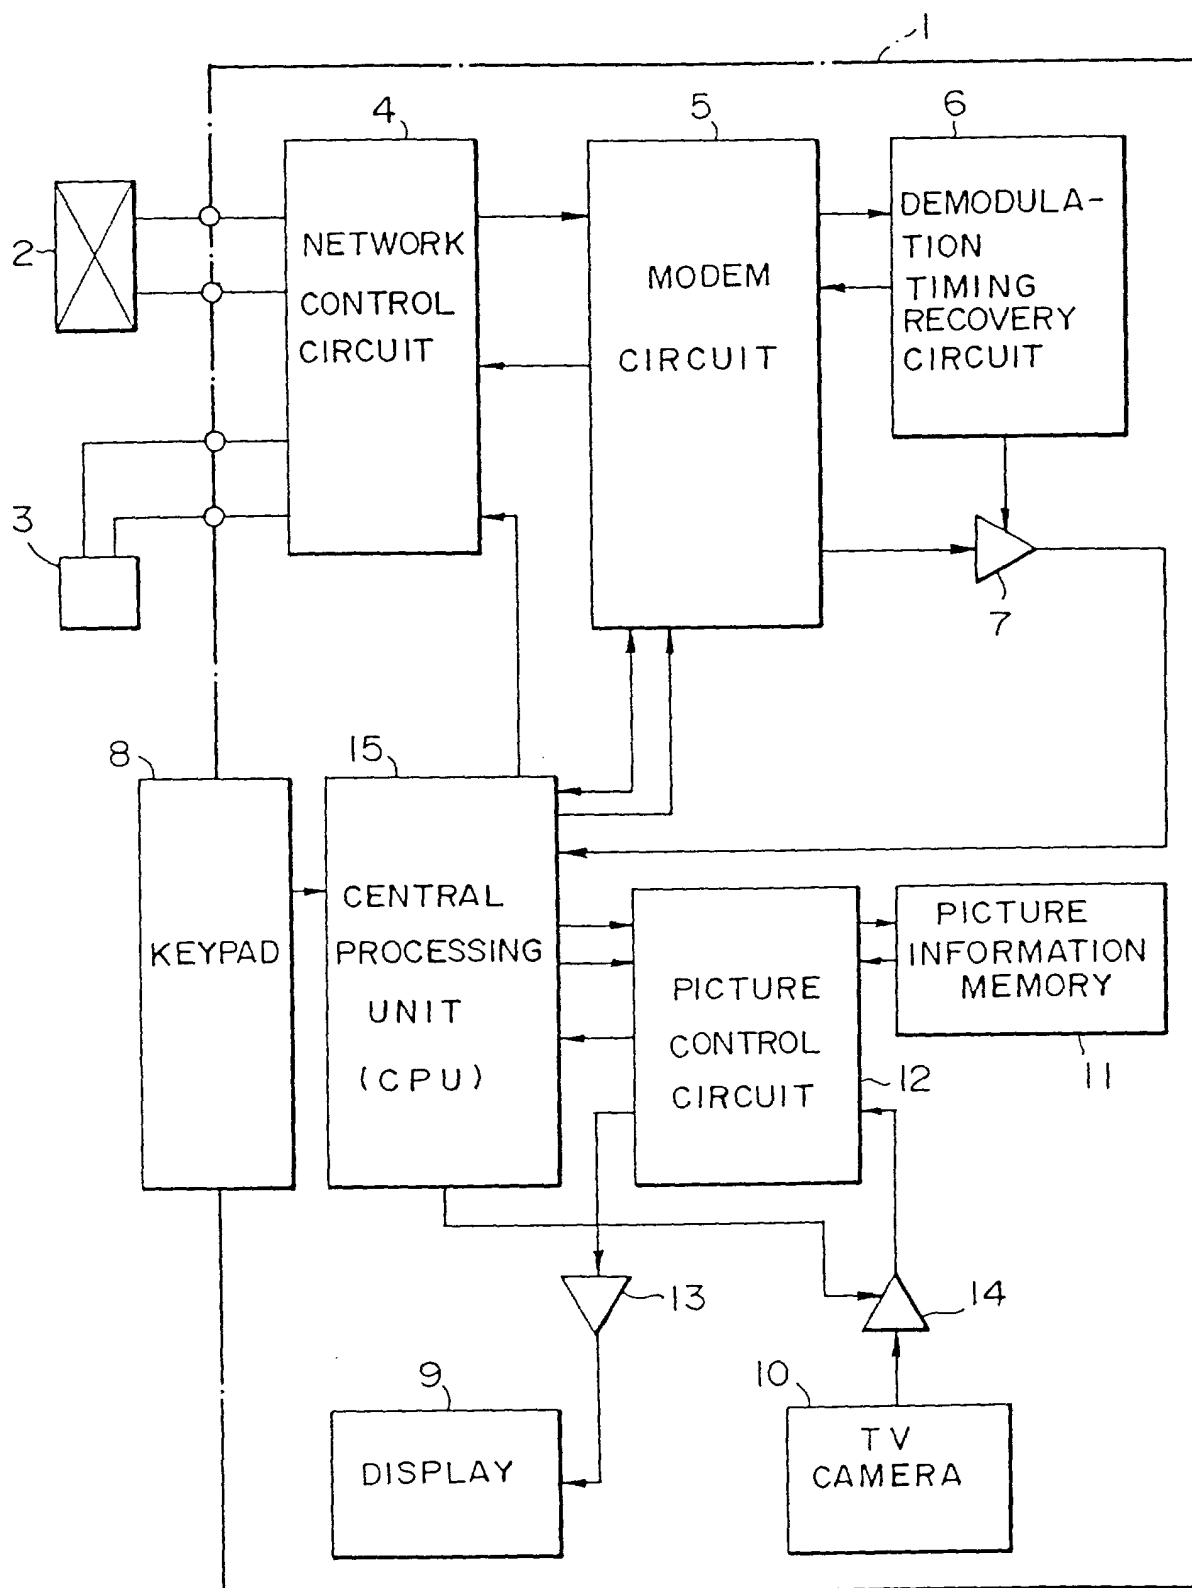 1
4
5
6
2
NETWORK
CONTROL
CIRCUIT
MODEM
CIRCUIT
DEMODULA-
TION
TIMING
RECOVERY
CIRCUIT
3
7
8
15
KEYPAD
CENTRAL
PROCESSING
UNIT
(CPU)
PICTURE
CONTROL
CIRCUIT
12
PICTURE
INFORMATION
MEMORY
11
13
14
9
10
DISPLAY
TV
CAMERA